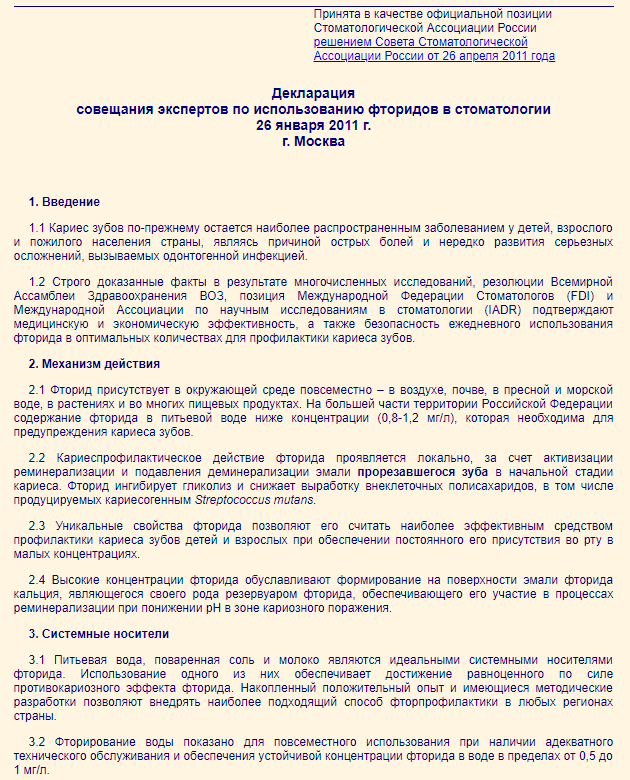 Принята в качестве официальной позиции
Стоматологической Ассоциации России
решением Совета Стоматологической
Ассоциации России от 26 апреля 2011 года
Декларация
совещания экспертов по использованию фторидов в стоматологии
26 января 2011 г.
г. Москва
1. Введение
1.1 Кариес зубов по-прежнему остается наиболее распространенным заболеванием у детей, взрослого
и пожилого населения страны, являясь причиной острых болей и нередко развития серьезных
осложнений, вызываемых одонтогенной инфекцией.
1.2 Строго доказанные факты в результате многочисленных исследований, резолюции Всемирной
Ассамблеи Здравоохранения ВОЗ, позиция Международной Федерации Стоматологов (FDI) и
Международной Ассоциации по научным исследованиям в стоматологии (IADR) подтверждают
медицинскую и экономическую эффективность, а также безопасность ежедневного использования
фторида в оптимальных количествах для профилактики кариеса зубов.
2. Механизм действия
2.1 Фторид присутствует в окружающей среде повсеместно – в воздухе, почве, в пресной и морской
воде, в растениях и во многих пищевых продуктах. На большей части территории Российской Федерации
содержание фторида в питьевой воде ниже концентрации (0,8-1,2 мг/л), которая необходима для
предупреждения кариеса зубов.
2.2 Кариеспрофилактическое действие фторида проявляется локально, за счет активизации
реминерализации и подавления деминерализации эмали прорезавшегося зуба в начальной стадии
кариеса. Фторид ингибирует гликолиз и снижает выработку внеклеточных полисахаридов, в том числе
продуцируемых кариесогенным Streptococcus mutans.
2.3 Уникальные свойства фторида позволяют его считать наиболее эффективным средством
профилактики кариеса зубов детей и взрослых при обеспечении постоянного его присутствия во рту в
малых концентрациях.
2.4 Высокие концентрации фторида обуславливают формирование на поверхности эмали фторида
кальция, являющегося своего рода резервуаром фторида, обеспечивающего его участие в процессах
реминерализации при понижении pH в зоне кариозного поражения.
3. Системные носители
3.1 Питьевая вода, поваренная соль и молоко являются идеальными системными носителями
фторида. Использование одного из них обеспечивает достижение равноценного по силе
противокариозного эффекта фторида. Накопленный положительный опыт и имеющиеся методические
разработки позволяют внедрять наиболее подходящий способ фторпрофилактики в любых регионах
страны.
3.2 Фторирование воды показано для повсеместного использования при наличии адекватного
технического обслуживания и обеспечения устойчивой концентрации фторида в воде в пределах от 0,5 до
1 мг/л.